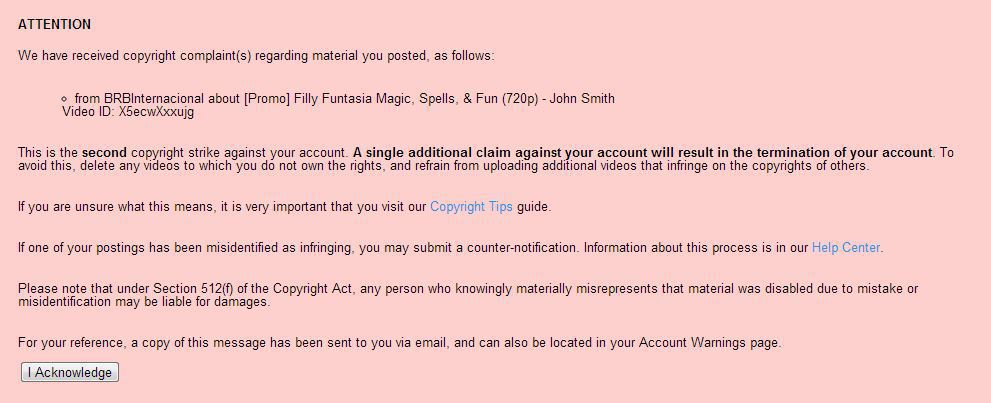 ATTENTION
We have received copyright complaint(s) regarding material you posted, as follows:
from BRBInternacional about [Promo] Filly Funtasia Magic, Spells, & Fun (720p) - John Smith
Video ID: X5ecwXxxujg
This is the second copyright strike against your account. A single additional claim against your account will result in the termination of your account. To
avoid this, delete any videos to which you do not own the rights, and refrain from uploading additional videos that infringe on the copyrights of others.
If you are unsure what this means, it is very important that you visit our Copyright Tips guide.
If one of your postings has been misidentified as infringing, you may submit a counter-notification. Information about this process is in our Help Center.
Please note that under Section 512(f) of the Copyright Act, any person who knowingly materially misrepresents that material was disabled due to mistake or
misidentification may be liable for damages.
For your reference, a copy of this message has been sent to you via email, and can also be located in your Account Warnings page.
I Acknowledge